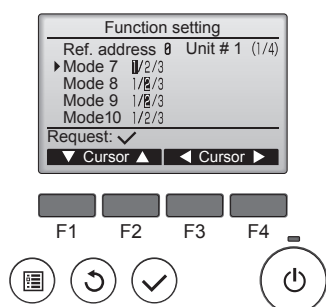 Function setting
Ref. address 0 Unit # 1 (1/4)
Mode 7 1/2/3
Mode 8 1/2/3
Mode 9 1/2/3
Mode10 1/2/3
Request: ✓
▼ Cursor ▲ ◀ Cursor ▶
F1 F2 F3 F4